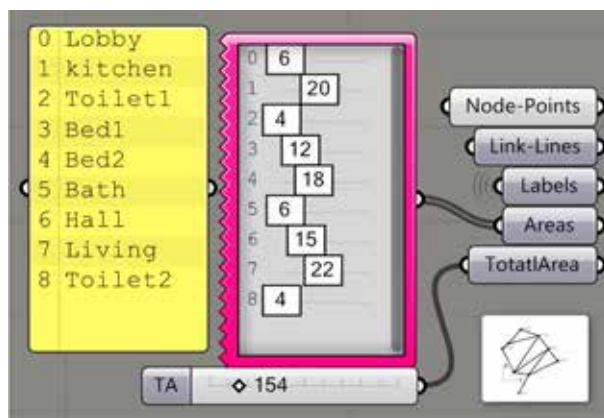 0 Lobby
1 kitchen
2 Toilet1
3 Bed1
4 Bed2
5 Bath
6 Hall
7 Living
8 Toilet2
0 6
1 20
2 4
3 12
4 18
5 6
6 15
7 22
8 4
TA 154
Node-Points
Link-Lines
Labels
Areas
TotatlArea